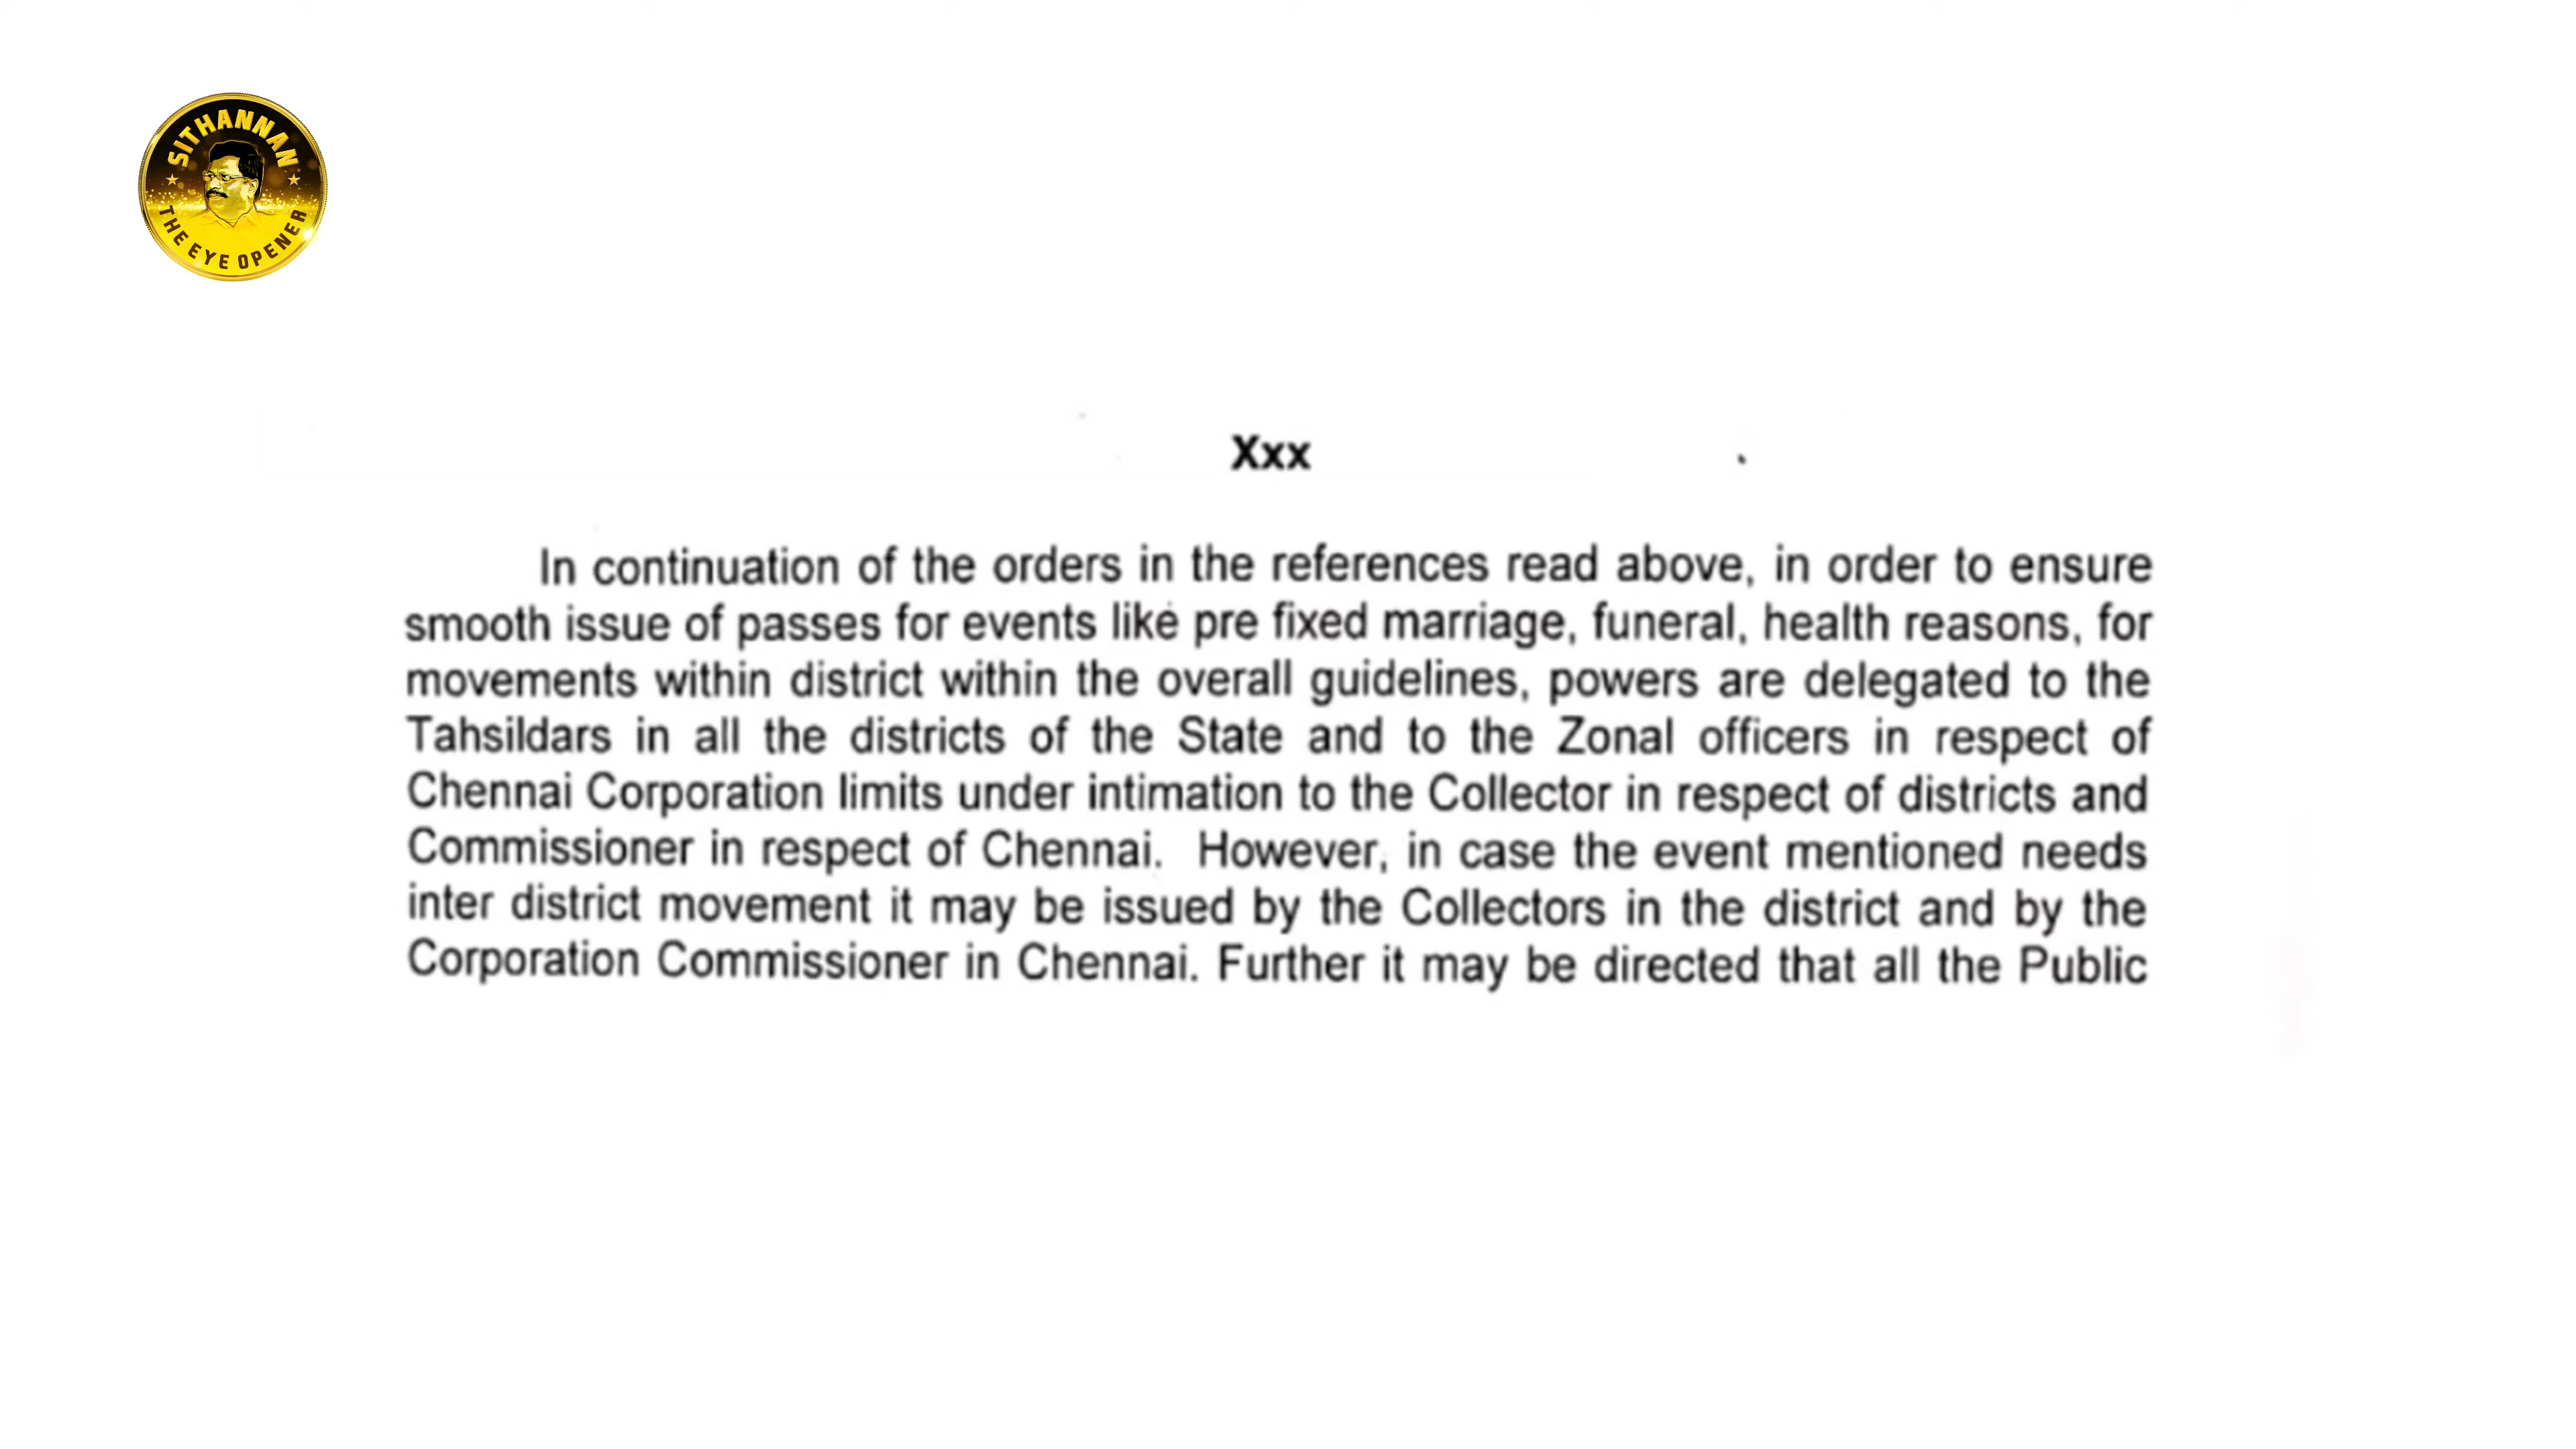 SITHANNAN
THE EYE OPENER
Xxx
In continuation of the orders in the references read above, in order to ensure
smooth issue of passes for events like pre fixed marriage, funeral, health reasons, for
movements within district within the overall guidelines, powers are delegated to the
Tahsildars in all the districts of the State and to the Zonal officers in respect of
Chennai Corporation limits under intimation to the Collector in respect of districts and
Commissioner in respect of Chennai. However, in case the event mentioned needs
inter district movement it may be issued by the Collectors in the district and by the
Corporation Commissioner in Chennai. Further it may be directed that all the Public